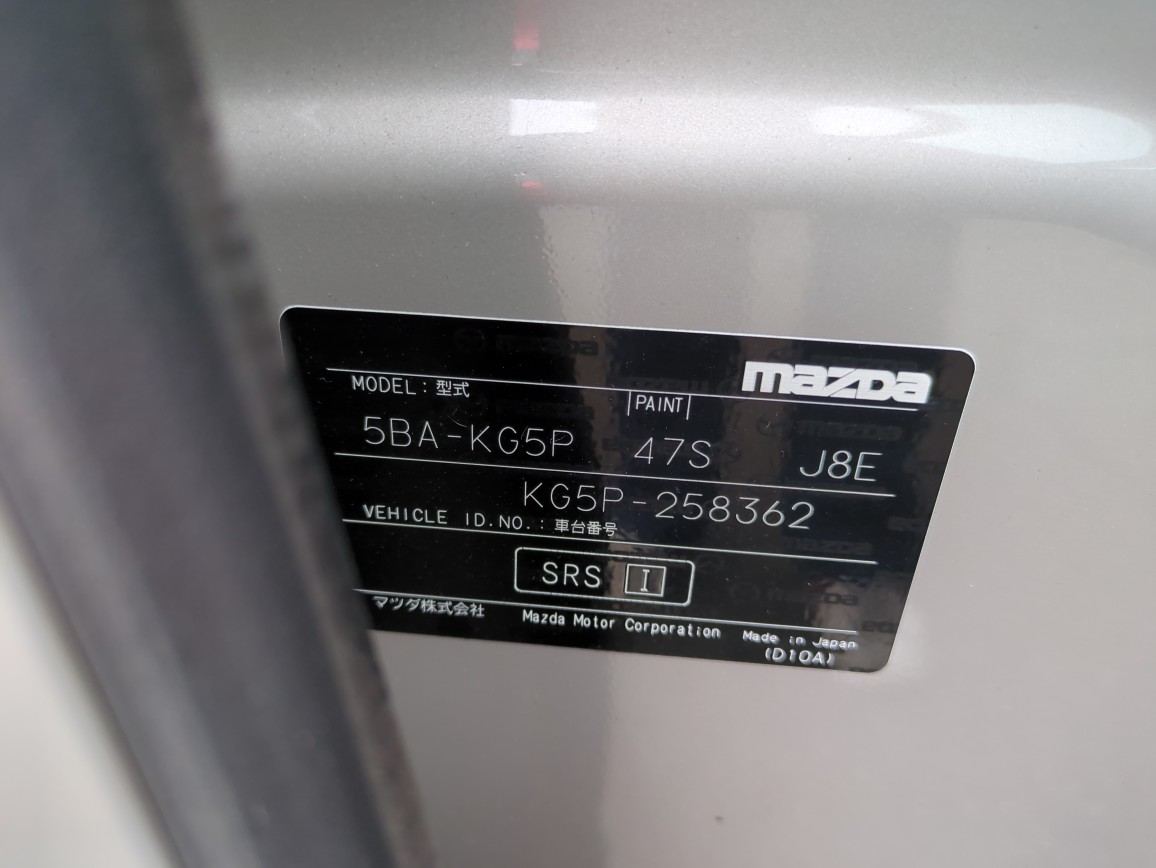 mazda
MODEL：型式
PAINT
5BA-KG5P 47S J8E
KG5P-258362
VEHICLE ID.NO.：車台番号
SRS I
マツダ株式会社 Mazda Motor Corporation Made in Japan
(D10A)